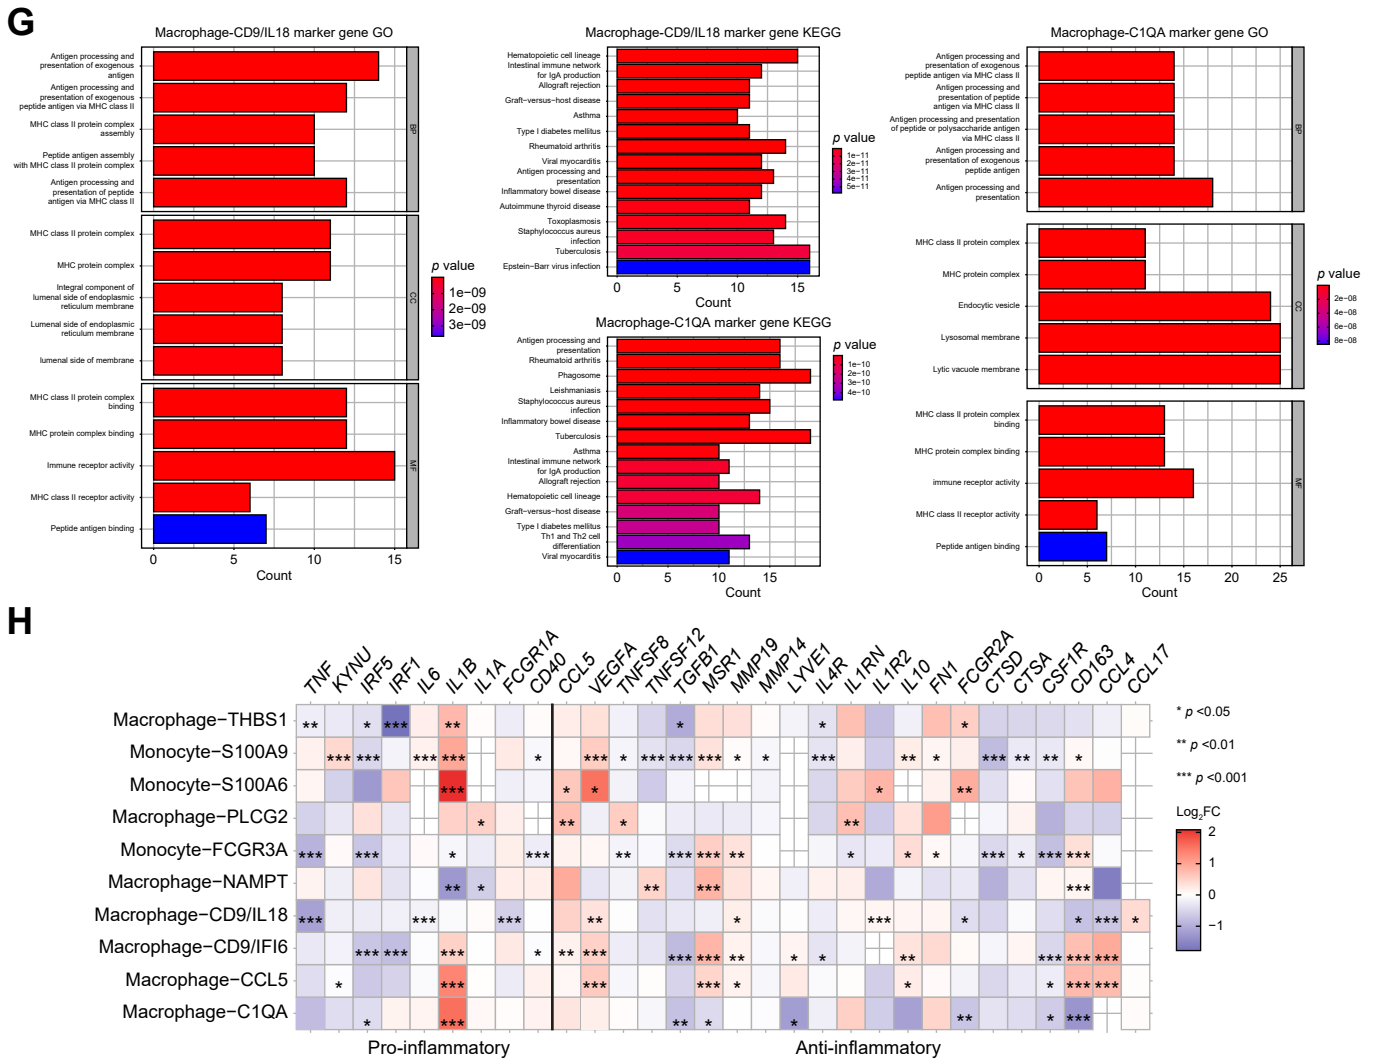 G
Macrophage-CD9/IL18 marker gene GO
Antigen processing and
presentation of exogenous
antigen
Antigen processing and
presentation of exogenous
peptide antigen via MHC class II
MHC class II protein complex
assembly
Peptide antigen assembly
with MHC class II protein complex
Antigen processing and
presentation of peptide
antigen via MHC class II
BP
MHC class II protein complex
MHC protein complex
Integral component of
lumenal side of endoplasmic
reticulum membrane
Lumenal side of endoplasmic
reticulum membrane
lumenal side of membrane
CC
MHC class II protein complex
binding
MHC protein complex binding
Immune receptor activity
MHC class II receptor activity
Peptide antigen binding
MF
0 5 10 15
Count
p value
1e−09
2e−09
3e−09
Macrophage-CD9/IL18 marker gene KEGG
Hematopoietic cell lineage
Intestinal immune network
for IgA production
Allograft rejection
Graft−versus−host disease
Asthma
Type I diabetes mellitus
Rheumatoid arthritis
Viral myocarditis
Antigen processing and
presentation
Inflammatory bowel disease
Autoimmune thyroid disease
Toxoplasmosis
Staphylococcus aureus
infection
Tuberculosis
Epstein−Barr virus infection
0 5 10 15
Count
p value
1e−11
2e−11
3e−11
4e−11
5e−11
Macrophage-C1QA marker gene KEGG
Antigen processing and
presentation
Rheumatoid arthritis
Phagosome
Leishmaniasis
Staphylococcus aureus
infection
Inflammatory bowel disease
Tuberculosis
Asthma
Intestinal immune network
for IgA production
Allograft rejection
Hematopoietic cell lineage
Graft−versus−host disease
Type I diabetes mellitus
Th1 and Th2 cell
differentiation
Viral myocarditis
0 5 10 15
Count
p value
1e−10
2e−10
3e−10
4e−10
Macrophage-C1QA marker gene GO
Antigen processing and
presentation of exogenous
peptide antigen via MHC class II
Antigen processing and
presentation of peptide
antigen via MHC class II
Antigen processing and presentation
of peptide or polysaccharide antigen
via MHC class II
Antigen processing and
presentation of exogenous
peptide antigen
Antigen processing and
presentation
BP
MHC class II protein complex
MHC protein complex
Endocytic vesicle
Lysosomal membrane
Lytic vacuole membrane
CC
MHC class II protein complex
binding
MHC protein complex binding
immune receptor activity
MHC class II receptor activity
Peptide antigen binding
MF
0 5 10 15 20 25
Count
p value
2e−08
4e−08
6e−08
8e−08
H
TNF KYNU IRF5 IRF1 IL6 IL1B IL1A FCGR1A CD40 CCL5 VEGFA TNFSF8 TNFSF12 TGFB1 MSR1 MMP19 MMP14 LYVE1 IL4R IL1RN IL1R2 IL10 FN1 FCGR2A CTSD CTSA CSF1R CD163 CCL4 CCL17
Macrophage−THBS1 ** * *** ** * * *
Monocyte−S100A9 *** *** *** *** * *** * *** *** *** * * *** ** * *** ** ** *
Monocyte−S100A6 *** * * * **
Macrophage−PLCG2 * ** * **
Monocyte−FCGR3A *** *** * *** ** *** *** ** * * * *** * *** ***
Macrophage−NAMPT ** * ** *** ***
Macrophage−CD9/IL18 *** *** *** ** * *** * * *** *
Macrophage−CD9/IFI6 *** *** *** * ** *** *** *** ** * * ** *** *** ***
Macrophage−CCL5 * *** *** *** * * * *** ***
Macrophage−C1QA * *** ** * * ** * ***
Pro-inflammatory Anti-inflammatory
* p <0.05
** p <0.01
*** p <0.001
Log2FC
2
1
0
−1